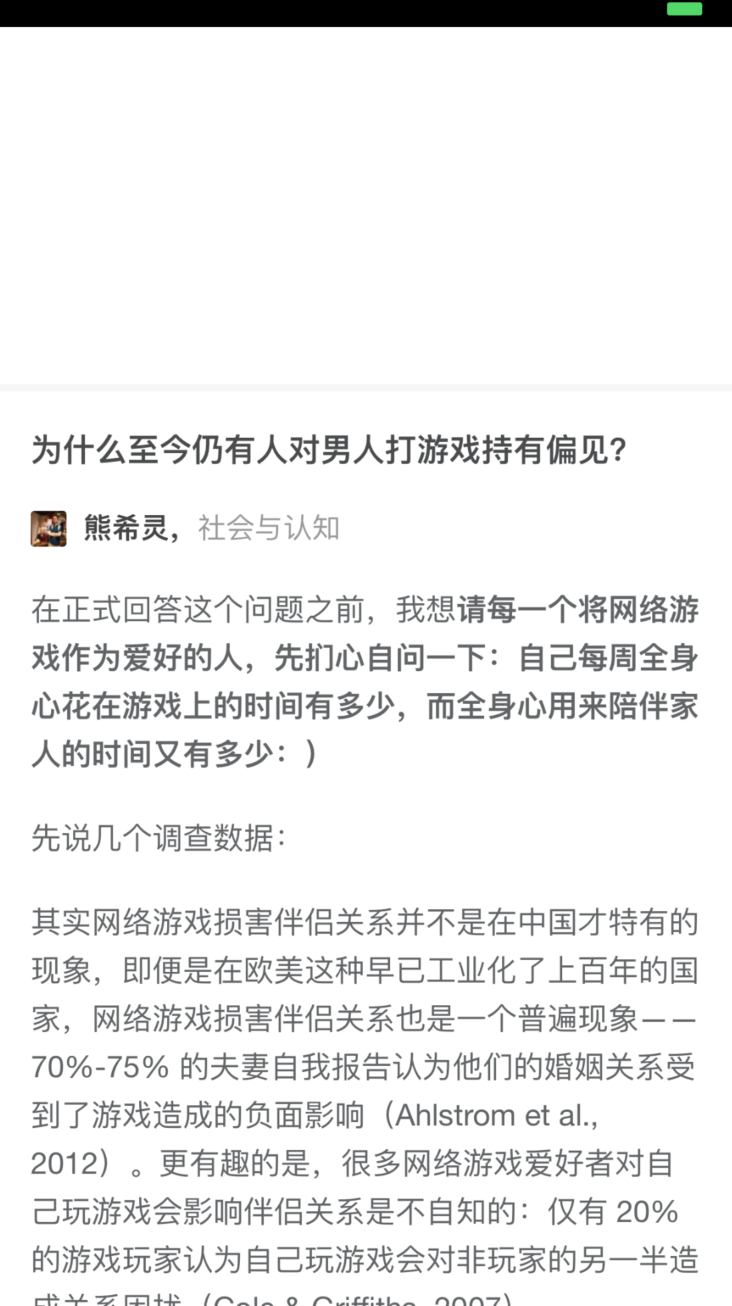 为什么至今仍有人对男人打游戏持有偏见?
熊希灵，社会与认知
在正式回答这个问题之前，我想请每一个将网络游
戏作为爱好的人，先扪心自问一下：自己每周全身
心花在游戏上的时间有多少，而全身心用来陪伴家
人的时间又有多少：）
先说几个调查数据：
其实网络游戏损害伴侣关系并不是在中国才特有的
现象，即便是在欧美这种早已工业化了上百年的国
家，网络游戏损害伴侣关系也是一个普遍现象——
70%-75% 的夫妻自我报告认为他们的婚姻关系受
到了游戏造成的负面影响（Ahlstrom et al.,
2012）。更有趣的是，很多网络游戏爱好者对自
己玩游戏会影响伴侣关系是不自知的：仅有 20%
的游戏玩家认为自己玩游戏会对非玩家的另一半造
成关系困扰（Cole & Griffiths, 2007）